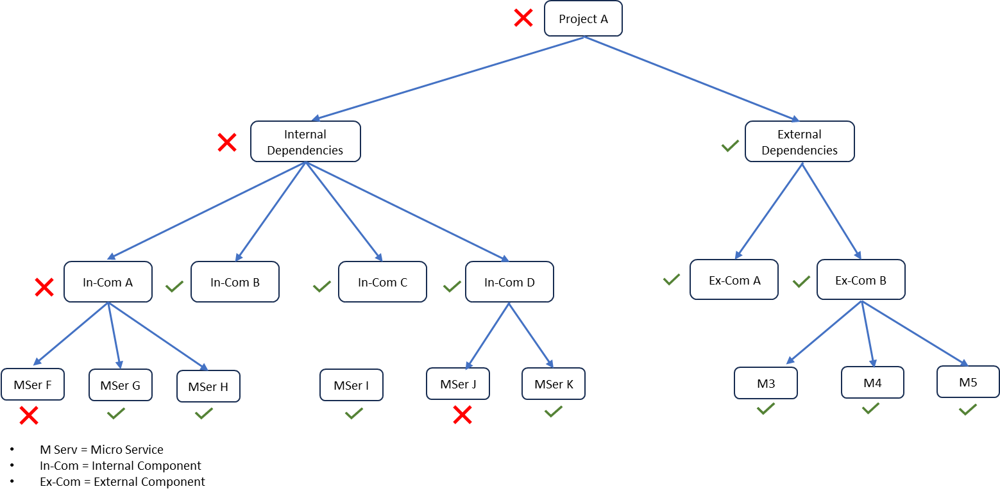 Project A
Internal
Dependencies
External
Dependencies
In-Com A
In-Com B
In-Com C
In-Com D
Ex-Com A
Ex-Com B
MSer F
MSer G
MSer H
MSer I
MSer J
MSer K
M3
M4
M5
• M Serv = Micro Service
• In-Com = Internal Component
• Ex-Com = External Component